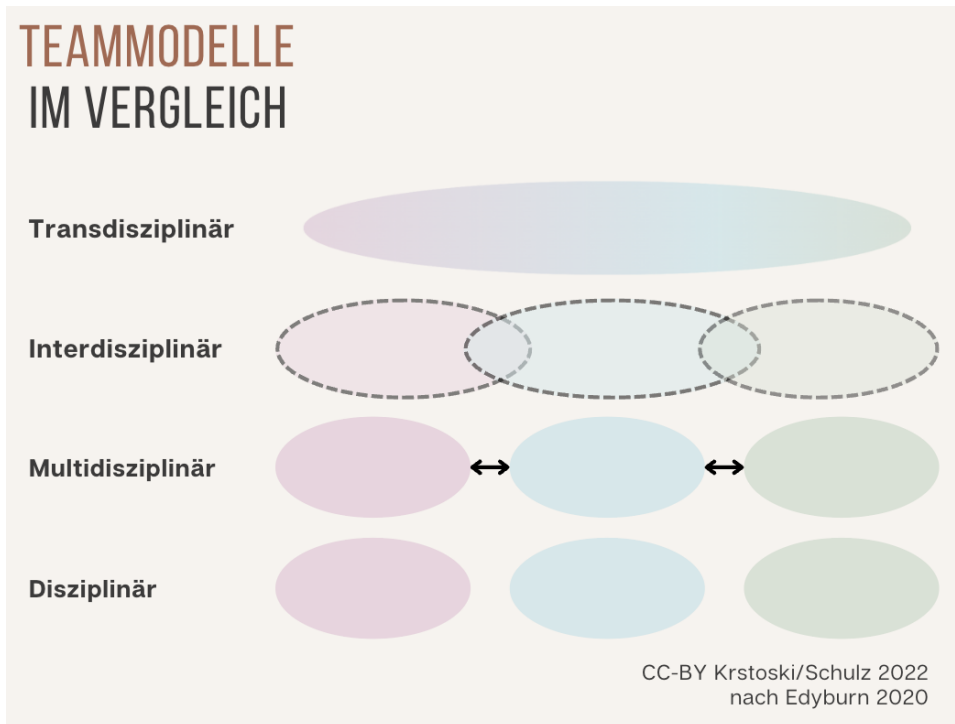 TEAMMODELLE
IM VERGLEICH
Transdisziplinär
Interdisziplinär
Multidisziplinär
Disziplinär
CC-BY Krstoski/Schulz 2022
nach Edyburn 2020